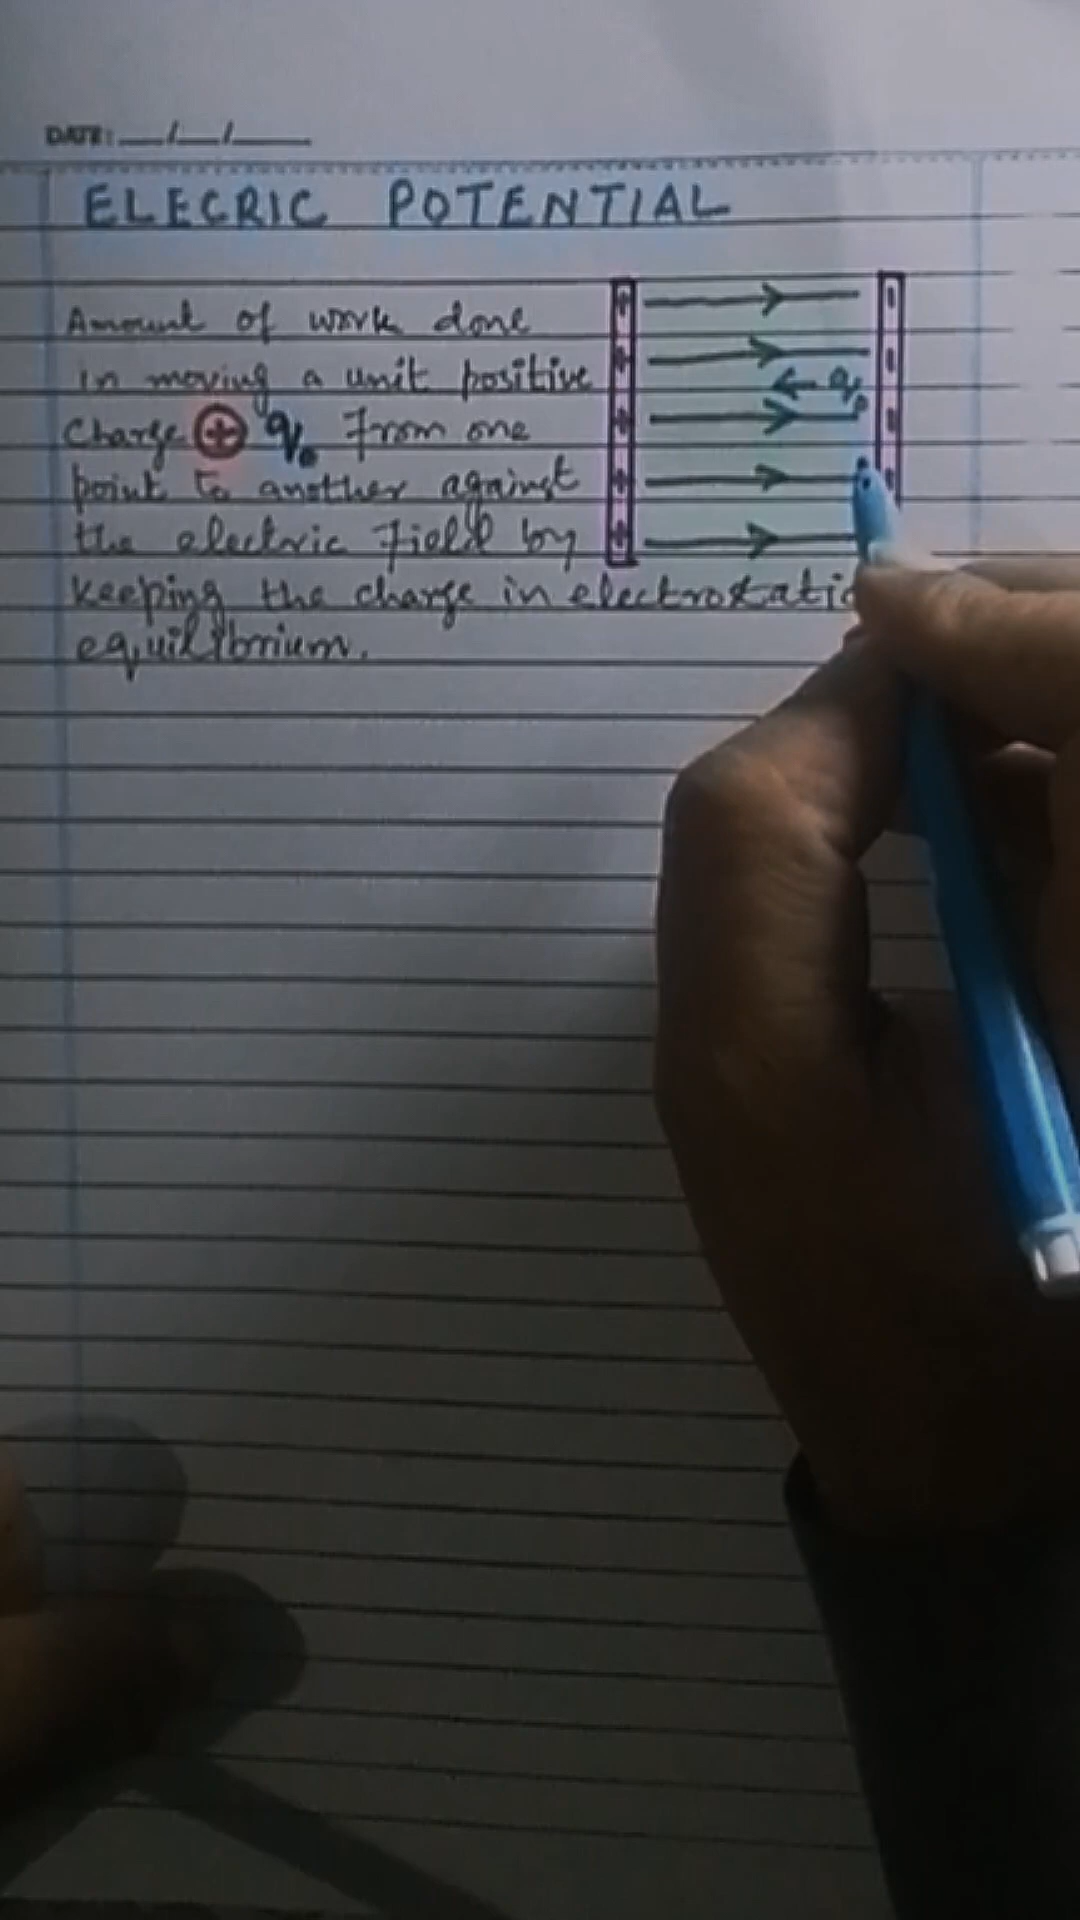 DATE: __/__/____
ELECRIC POTENTIAL
Amount of work done
in moving a unit positive
charge ⊕ q₀ from one
point to another against
the electric field by
keeping the charge in electrostatic
equilibrium.
+ + + + +
← q₀
- - - -